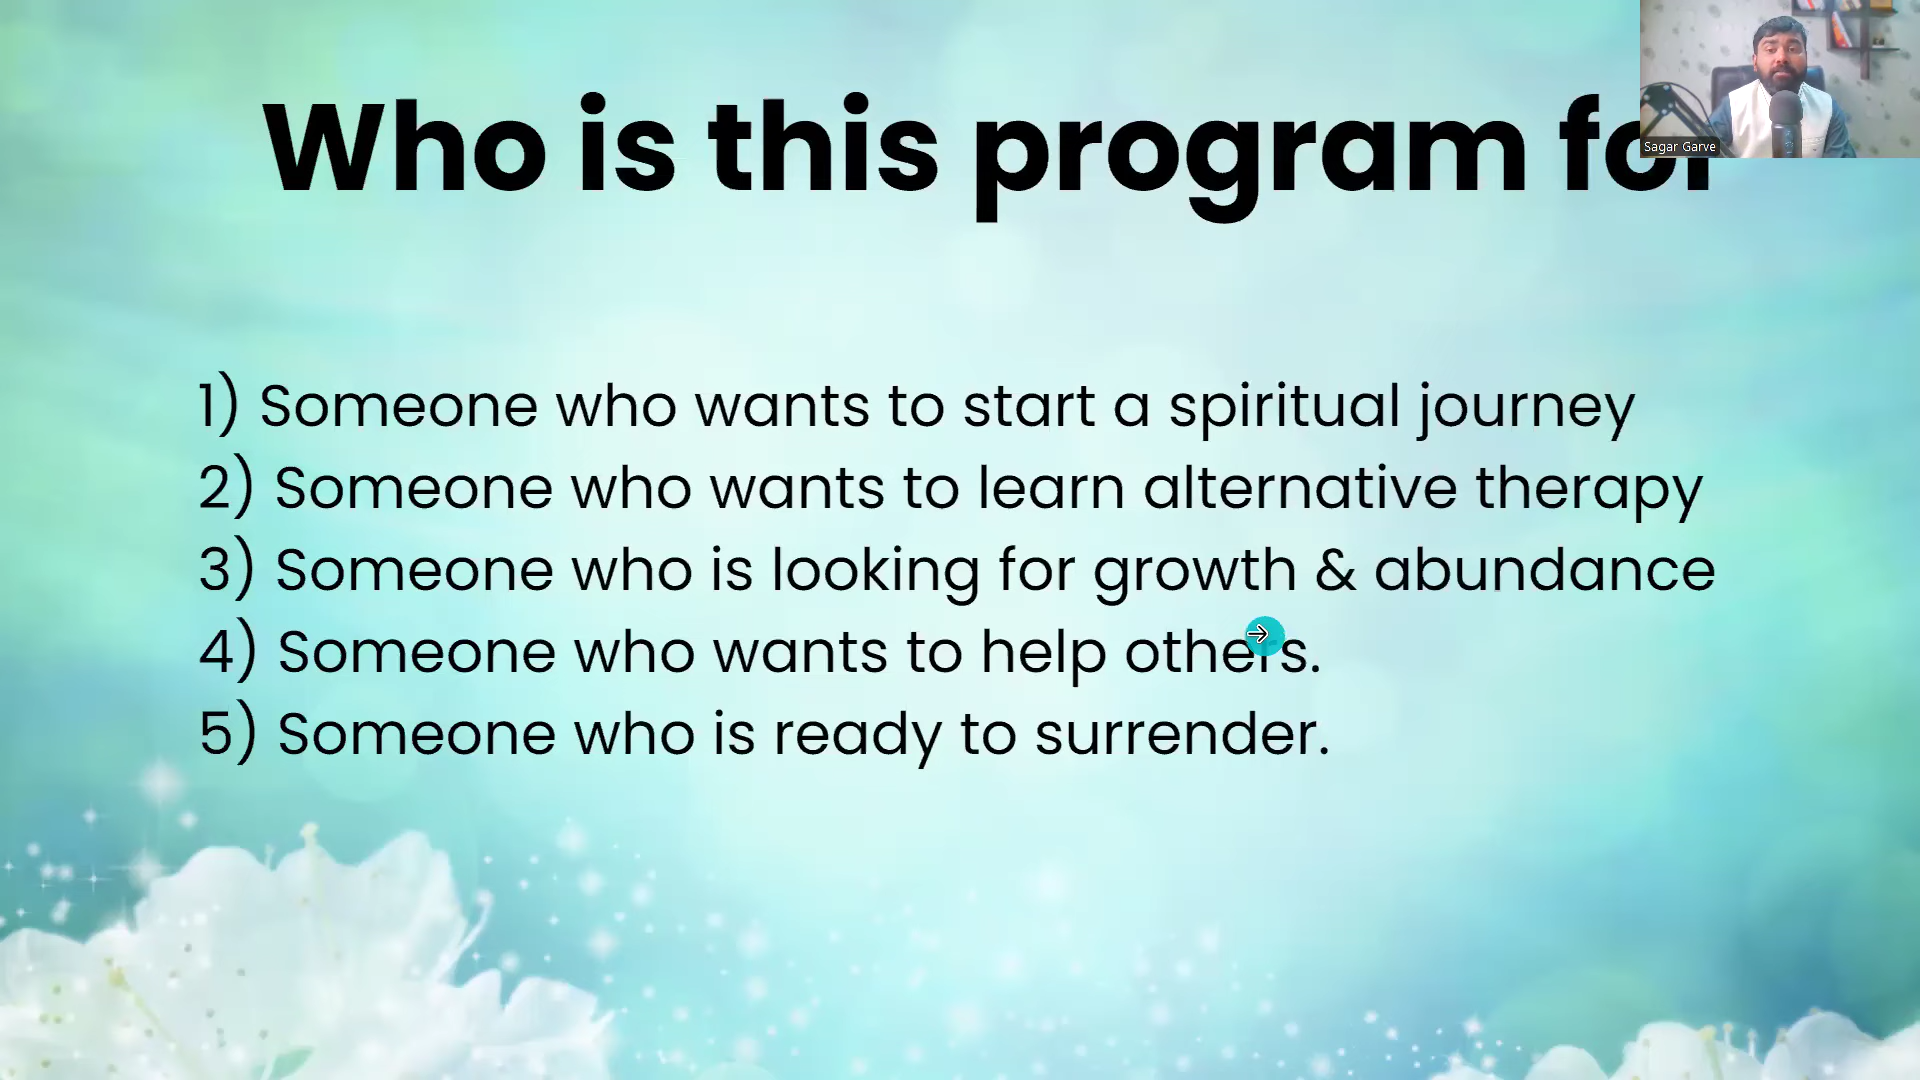 Who is this program for
Sagar Garve
1) Someone who wants to start a spiritual journey
2) Someone who wants to learn alternative therapy
3) Someone who is looking for growth & abundance
4) Someone who wants to help others.
5) Someone who is ready to surrender.